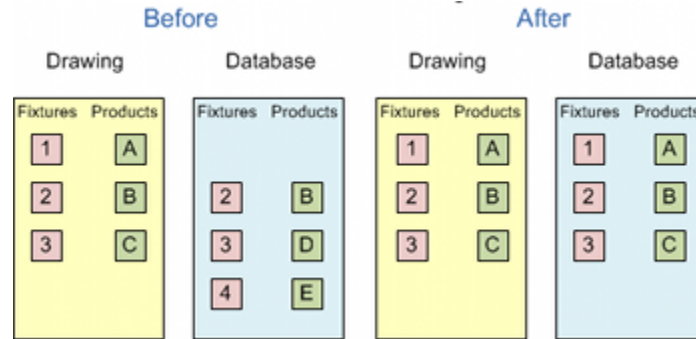 Before After
Drawing Database Drawing Database
Fixtures Products Fixtures Products Fixtures Products Fixtures Products
1 A 1 A 1 A
2 B 2 B 2 B 2 B
3 C 3 D 3 C 3 C
4 E